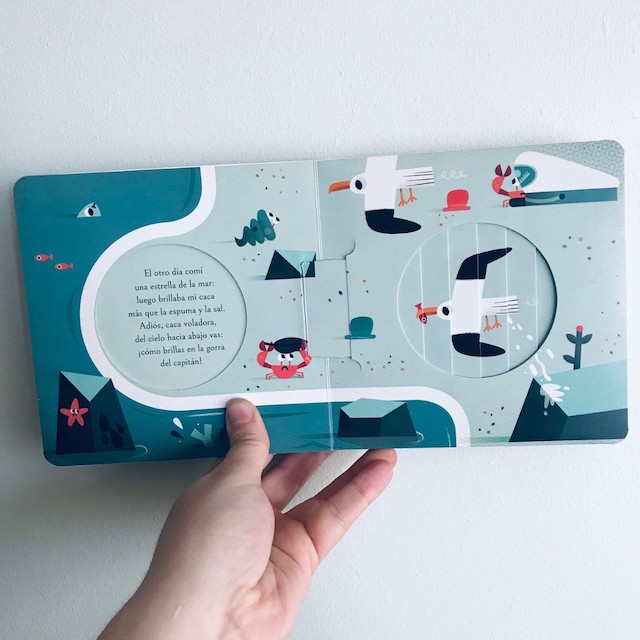 El otro día comí
una estrella de la mar:
luego brillaba mi caca
más que la espuma y la sal.
Adiós, caca voladora,
del cielo hacia abajo vas:
¡cómo brillas en la gorra
del capitán!